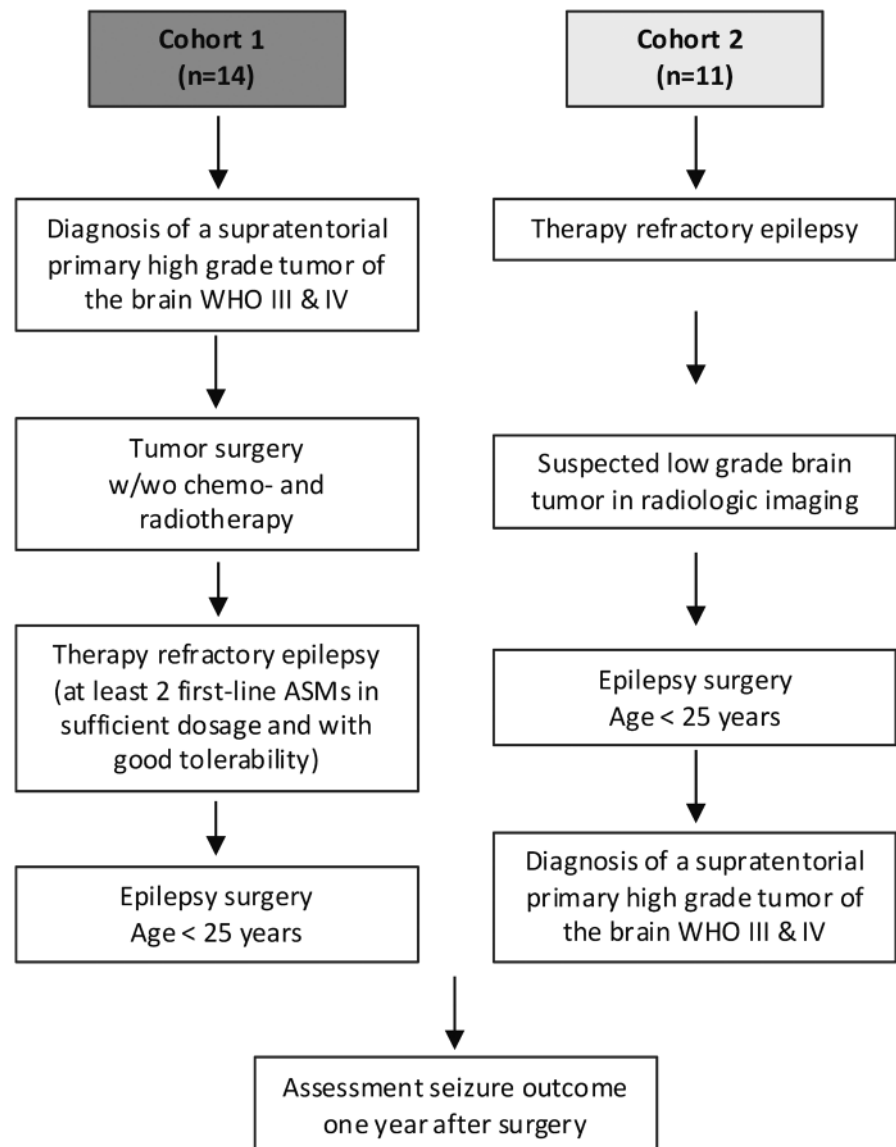 Cohort 1
(n=14)
Diagnosis of a supratentorial
primary high grade tumor of
the brain WHO III & IV
Tumor surgery
w/wo chemo- and
radiotherapy
Therapy refractory epilepsy
(at least 2 first-line ASMs in
sufficient dosage and with
good tolerability)
Epilepsy surgery
Age < 25 years
Cohort 2
(n=11)
Therapy refractory epilepsy
Suspected low grade brain
tumor in radiologic imaging
Epilepsy surgery
Age < 25 years
Diagnosis of a supratentorial
primary high grade tumor of
the brain WHO III & IV
Assessment seizure outcome
one year after surgery